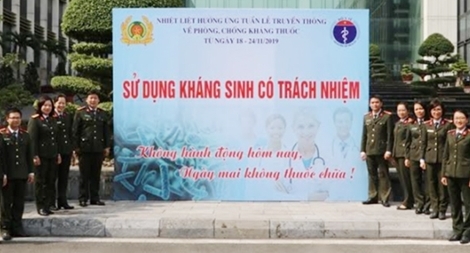 NHIỆT LIỆT HƯỞNG ỨNG TUẦN LỄ TRUYỀN THÔNG
VỀ PHÒNG, CHỐNG KHÁNG THUỐC
TỪ NGÀY 18 - 24/11/2019
SỬ DỤNG KHÁNG SINH CÓ TRÁCH NHIỆM
Không hành động hôm nay,
Ngày mai không thuốc chữa !